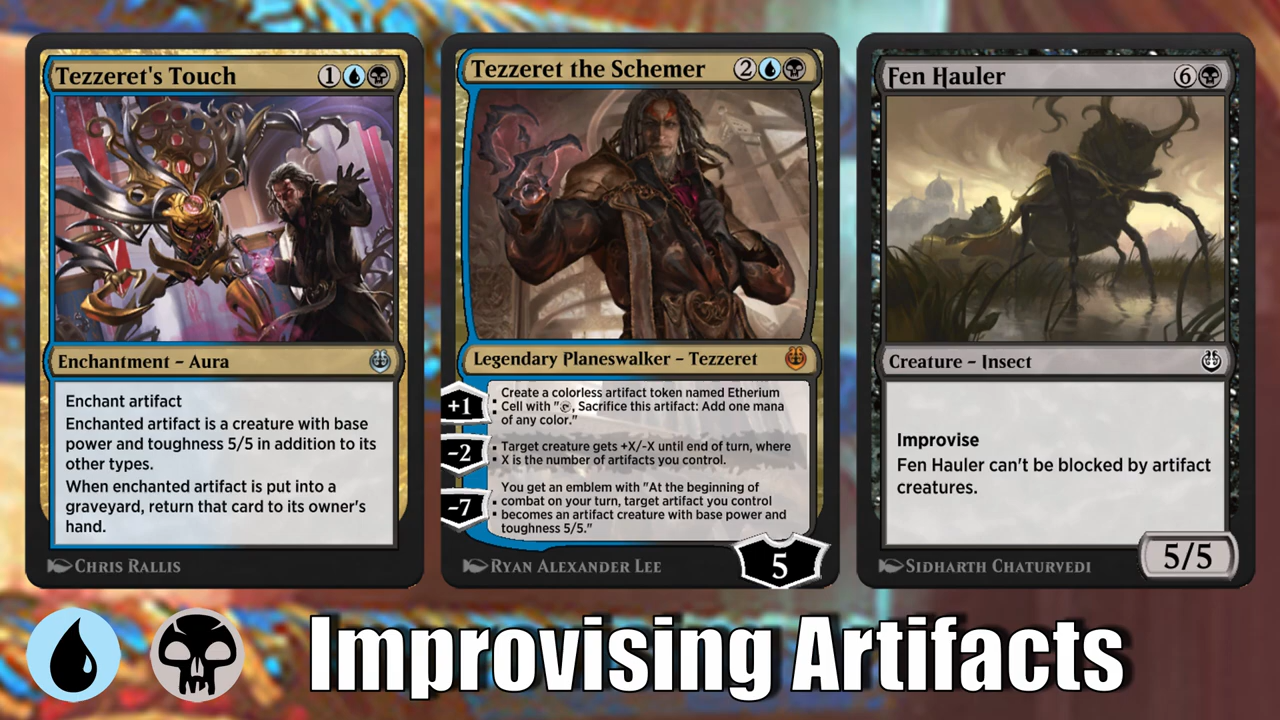 Tezzeret's Touch
1
Enchantment – Aura
Enchant artifact
Enchanted artifact is a creature with base
power and toughness 5/5 in addition to its
other types.
When enchanted artifact is put into a
graveyard, return that card to its owner's
hand.
CHRIS RALLIS
Tezzeret the Schemer
2
Legendary Planeswalker – Tezzeret
+1
: Create a colorless artifact token named Etherium
Cell with ", Sacrifice this artifact: Add one mana
of any color."
-2
: Target creature gets +X/-X until end of turn, where
X is the number of artifacts you control.
-7
: You get an emblem with "At the beginning of
combat on your turn, target artifact you control
becomes an artifact creature with base power and
toughness 5/5."
RYAN ALEXANDER LEE
5
Fen Hauler
6
Creature – Insect
Improvise
Fen Hauler can't be blocked by artifact
creatures.
SIDHARTH CHATURVEDI
5/5
Improvising Artifacts